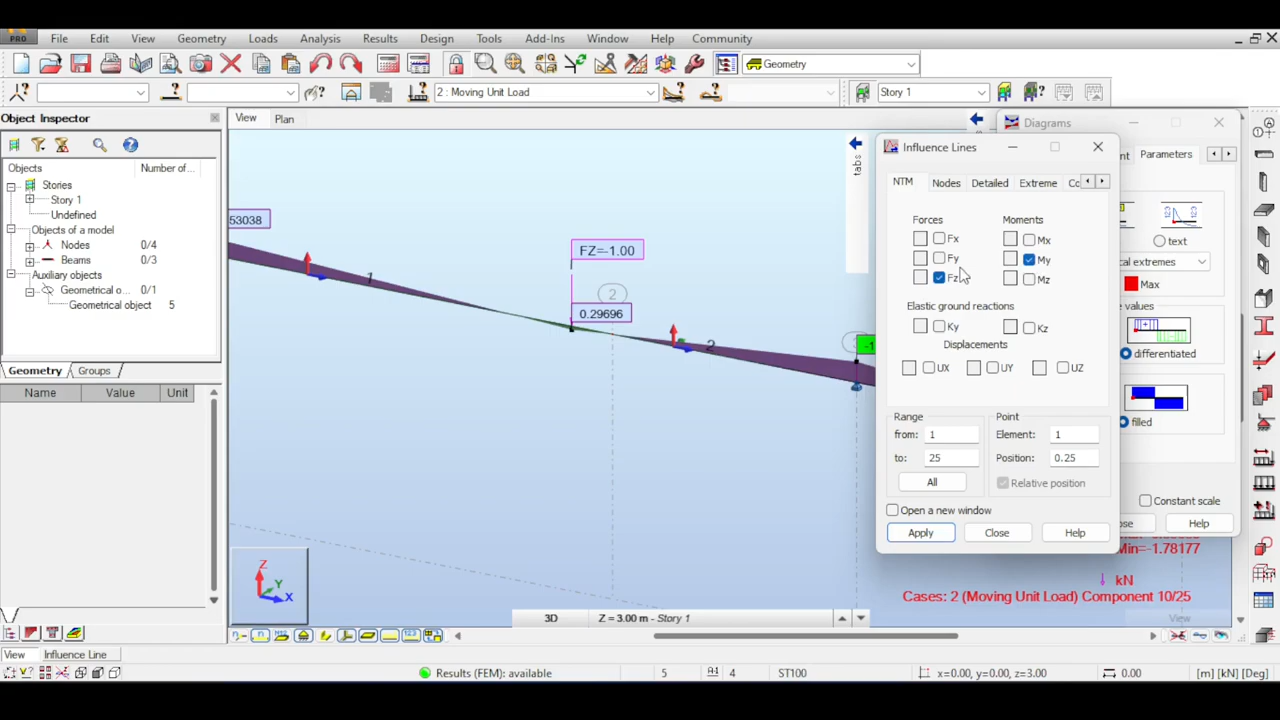 PRO File Edit View Geometry Loads Analysis Results Design Tools Add-Ins Window Help Community
Geometry
2 : Moving Unit Load Story 1
Object Inspector
View Plan
Diagrams
Parameters
text
Max
differentiated
filled
Constant scale
Help
Objects Number of...
Stories
Story 1
Undefined
Objects of a model
Nodes 0/4
Beams 0/3
Auxiliary objects
Geometrical o... 0/1
Geometrical object 5
Geometry Groups
Name Value Unit
53038
FZ=-1.00
1
2
0.29696
2
tabs
Influence Lines
NTM Nodes Detailed Extreme Co
Forces Moments
Fx Mx
Fy My
Fz Mz
Elastic ground reactions
Ky Kz
Displacements
UX UY UZ
Range Point
from: 1 Element: 1
to: 25 Position: 0.25
All Relative position
Open a new window
Apply Close Help
Min=-1.78177
kN
Cases: 2 (Moving Unit Load) Component 10/25
Z
Y
X
3D Z = 3.00 m - Story 1 View
View Influence Line
Results (FEM): available 5 4 ST100 x=0.00, y=0.00, z=3.00 0.00 [m] [kN] [Deg]